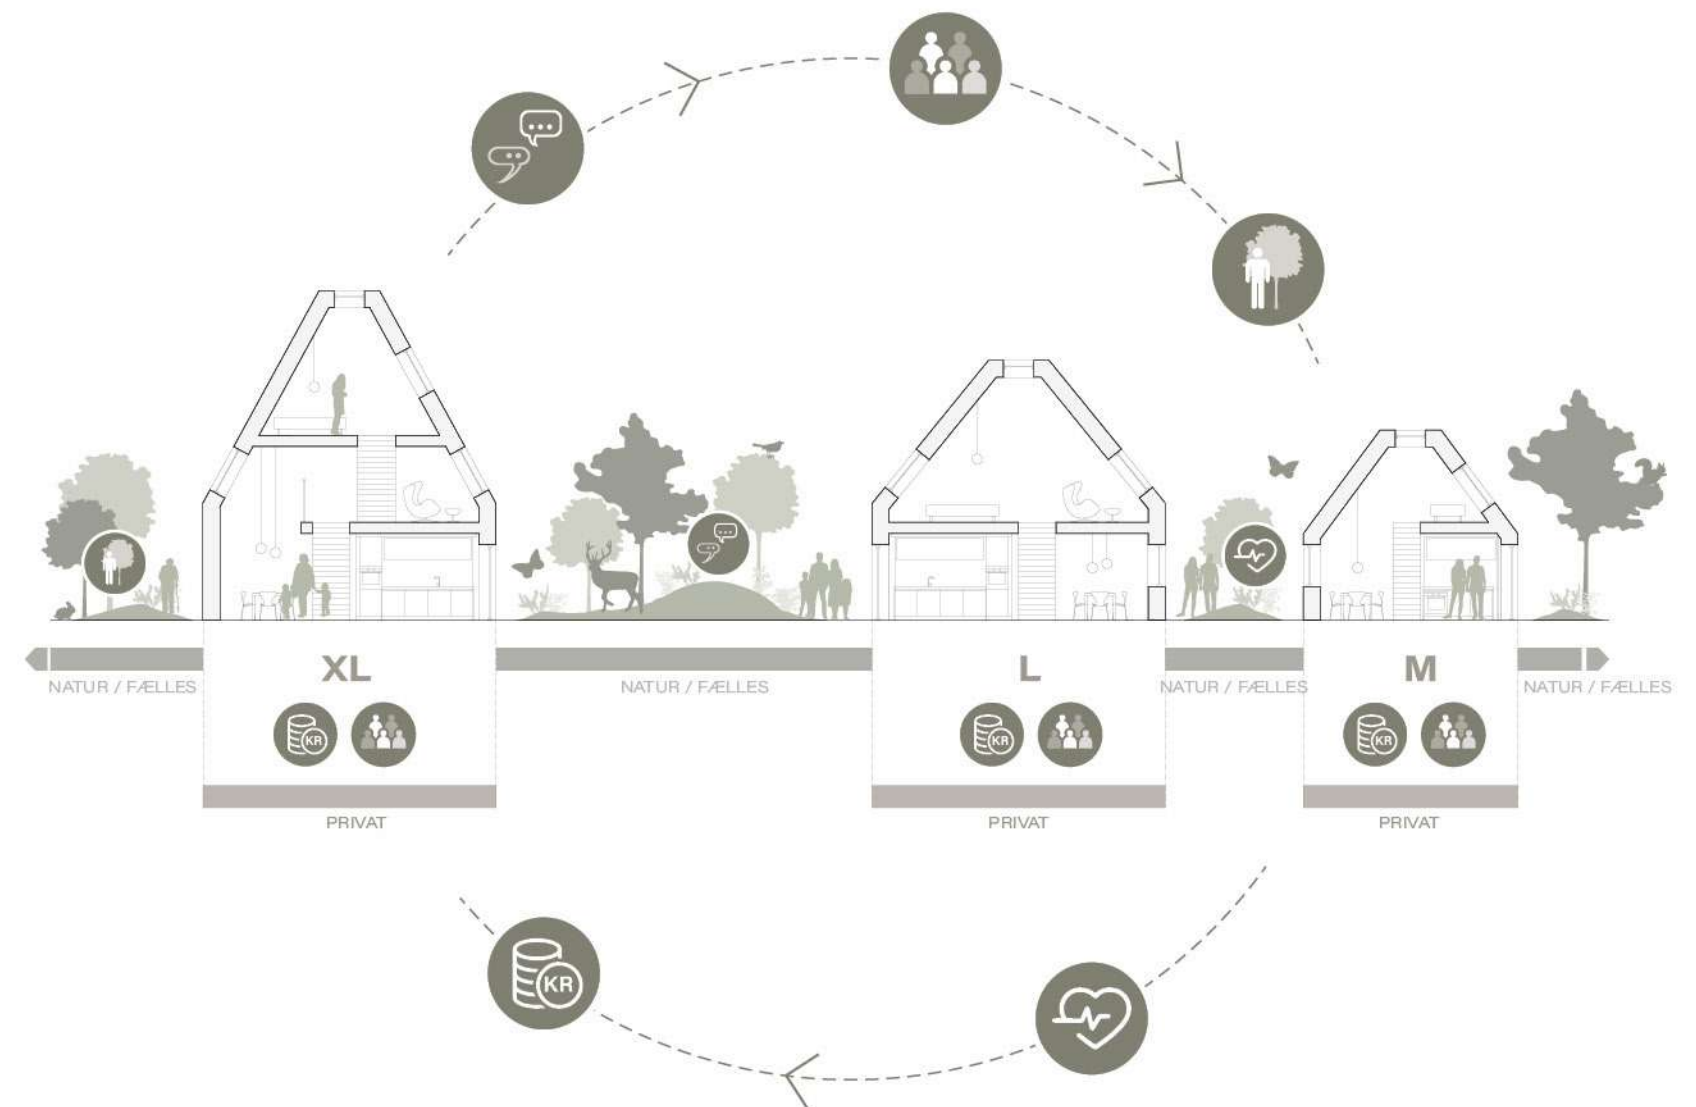 XL
L
M
NATUR / FÆLLES
NATUR / FÆLLES
NATUR / FÆLLES
NATUR / FÆLLES
KR
KR
KR
PRIVAT
PRIVAT
PRIVAT
KR